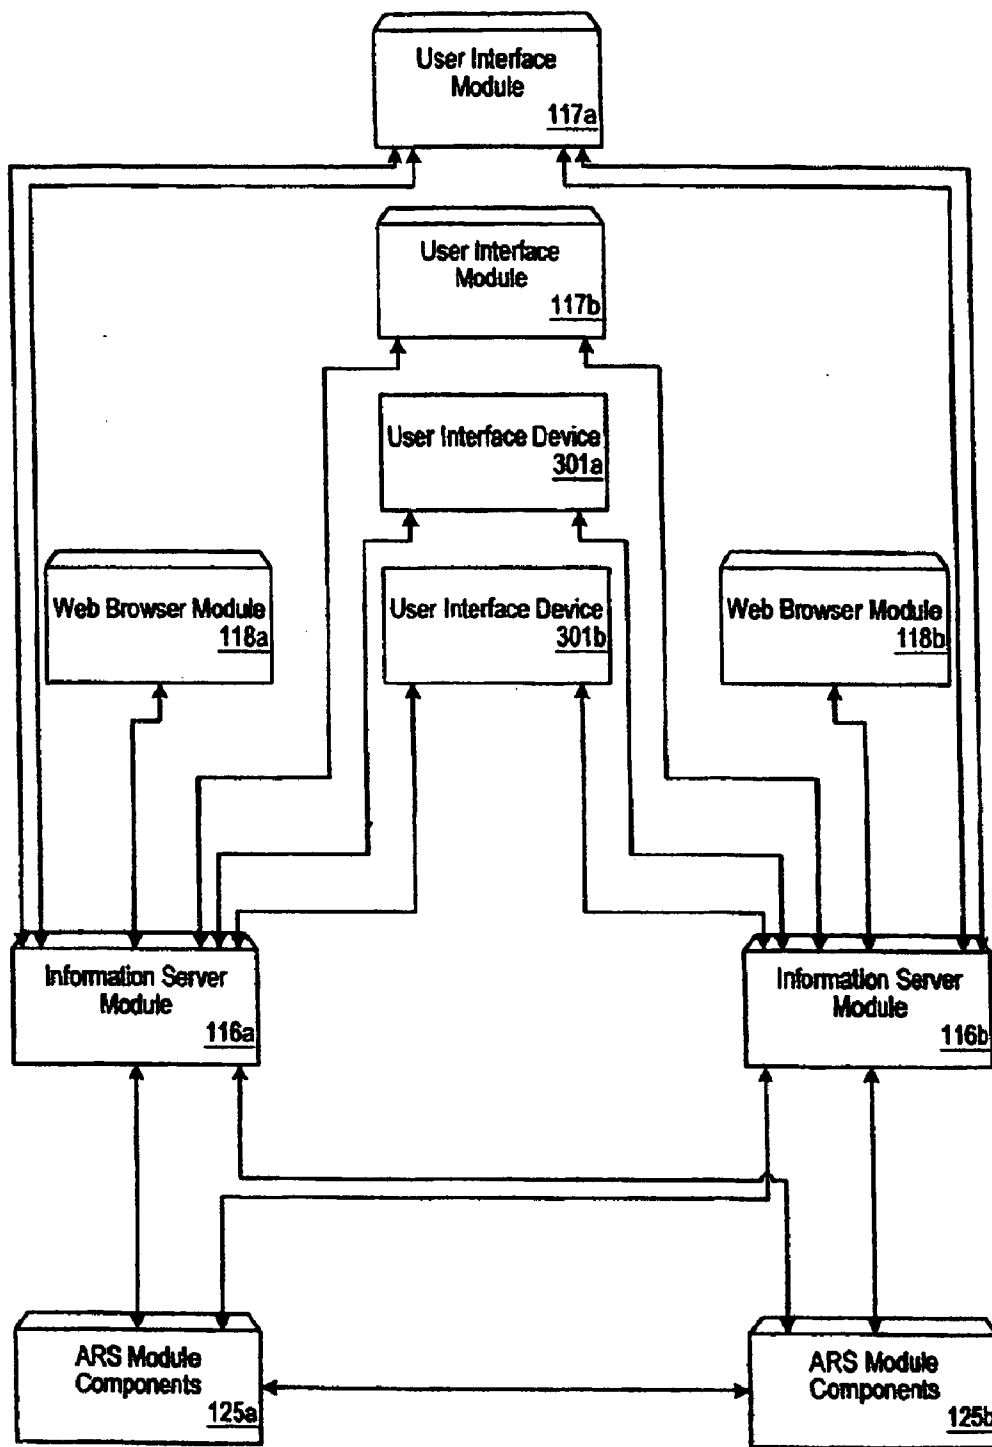 User Interface
Module
117a
User Interface
Module
117b
User Interface Device
301a
Web Browser Module
118a
User Interface Device
301b
Web Browser Module
118b
Information Server
Module
116a
Information Server
Module
116b
ARS Module
Components
125a
ARS Module
Components
125b